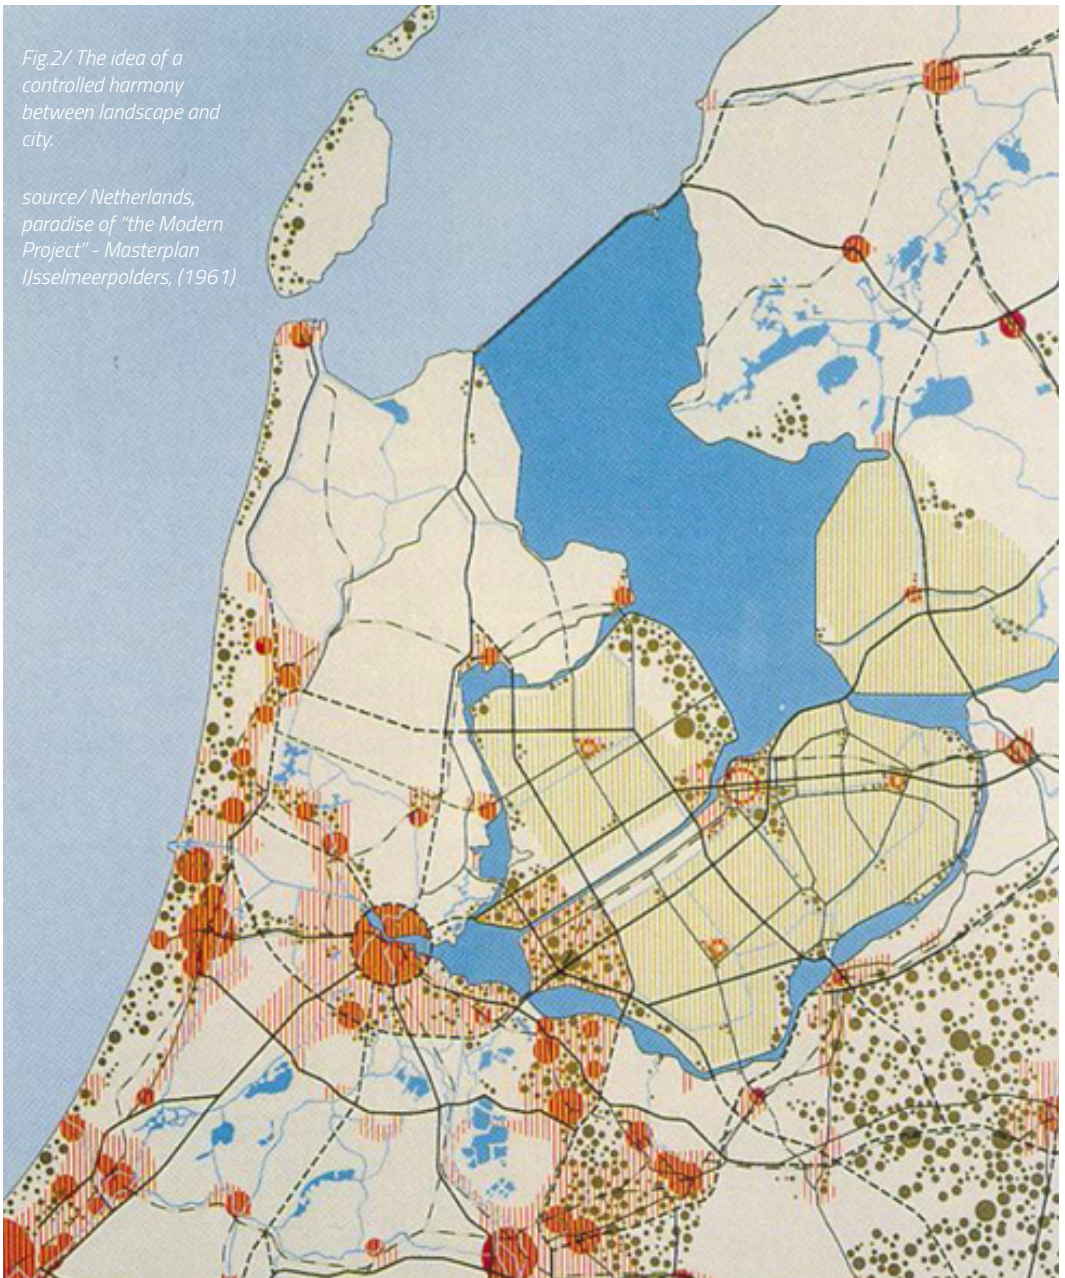 Fig.2/ The idea of a
controlled harmony
between landscape and
city.
source/ Netherlands,
paradise of "the Modern
Project" - Masterplan
IJsselmeerpolders, (1961)